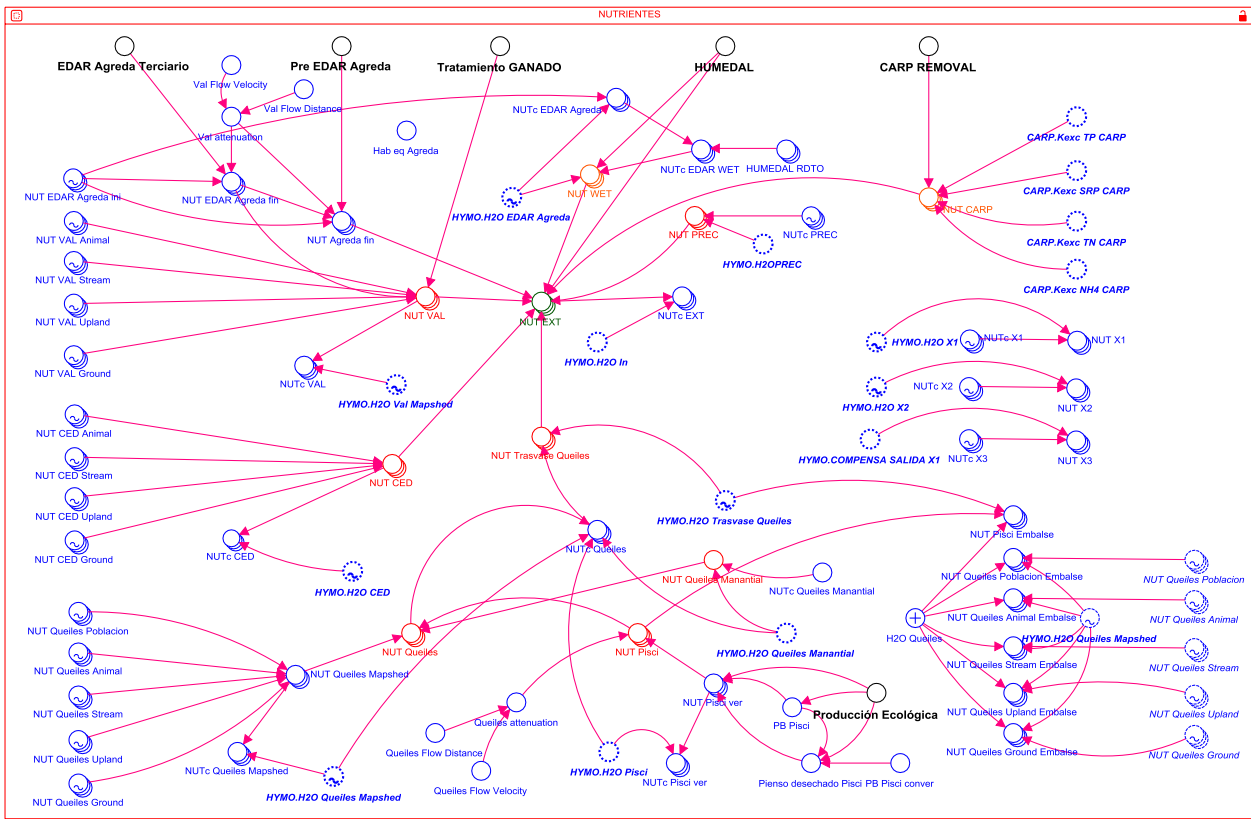 NUTRIENTES
EDAR Agreda Terciario
Pre EDAR Agreda
Tratamiento GANADO
HUMEDAL
CARP REMOVAL
Val Flow Velocity
Val Flow Distance
NUTc EDAR Agreda
Val attenuation
CARP.Kexc TP CARP
Hab eq Agreda
NUTc EDAR WET
HUMEDAL RDTO
NUT EDAR Agreda ini
NUT EDAR Agreda fin
NUT WET
CARP.Kexc SRP CARP
HYMO.H2O EDAR Agreda
NUT CARP
NUT VAL Animal
NUT Agreda fin
NUT PREC
NUTc PREC
CARP.Kexc TN CARP
HYMO.H2OPREC
NUT VAL Stream
CARP.Kexc NH4 CARP
NUT VAL Upland
NUT VAL
NUT EXT
NUTc EXT
HYMO.H2O X1
NUTc X1
NUT X1
HYMO.H2O In
NUT VAL Ground
NUTc VAL
HYMO.H2O Val Mapshed
NUTc X2
HYMO.H2O X2
NUT X2
NUT CED Animal
NUT Trasvase Queiles
HYMO.COMPENSA SALIDA X1
NUTc X3
NUT X3
NUT CED Stream
NUT CED
NUT CED Upland
HYMO.H2O Trasvase Queiles
NUT Pisci Embalse
NUT CED Ground
NUTc CED
NUTc Queiles
HYMO.H2O CED
NUT Queiles Manantial
NUTc Queiles Manantial
NUT Queiles Poblacion Embalse
NUT Queiles Poblacion
NUT Queiles Poblacion
NUT Queiles
NUT Pisci
HYMO.H2O Queiles Manantial
H2O Queiles
NUT Queiles Animal Embalse
HYMO.H2O Queiles Mapshed
NUT Queiles Animal
NUT Queiles Animal
NUT Queiles Mapshed
NUT Queiles Stream Embalse
NUT Queiles Stream
NUT Queiles Stream
NUT Pisci ver
PB Pisci
Producción Ecológica
NUT Queiles Upland Embalse
NUT Queiles Upland
Queiles attenuation
NUT Queiles Upland
Queiles Flow Distance
NUT Queiles Ground Embalse
NUT Queiles Ground
NUTc Queiles Mapshed
HYMO.H2O Pisci
NUTc Pisci ver
Pienso desechado Pisci
PB Pisci conver
NUT Queiles Ground
HYMO.H2O Queiles Mapshed
Queiles Flow Velocity